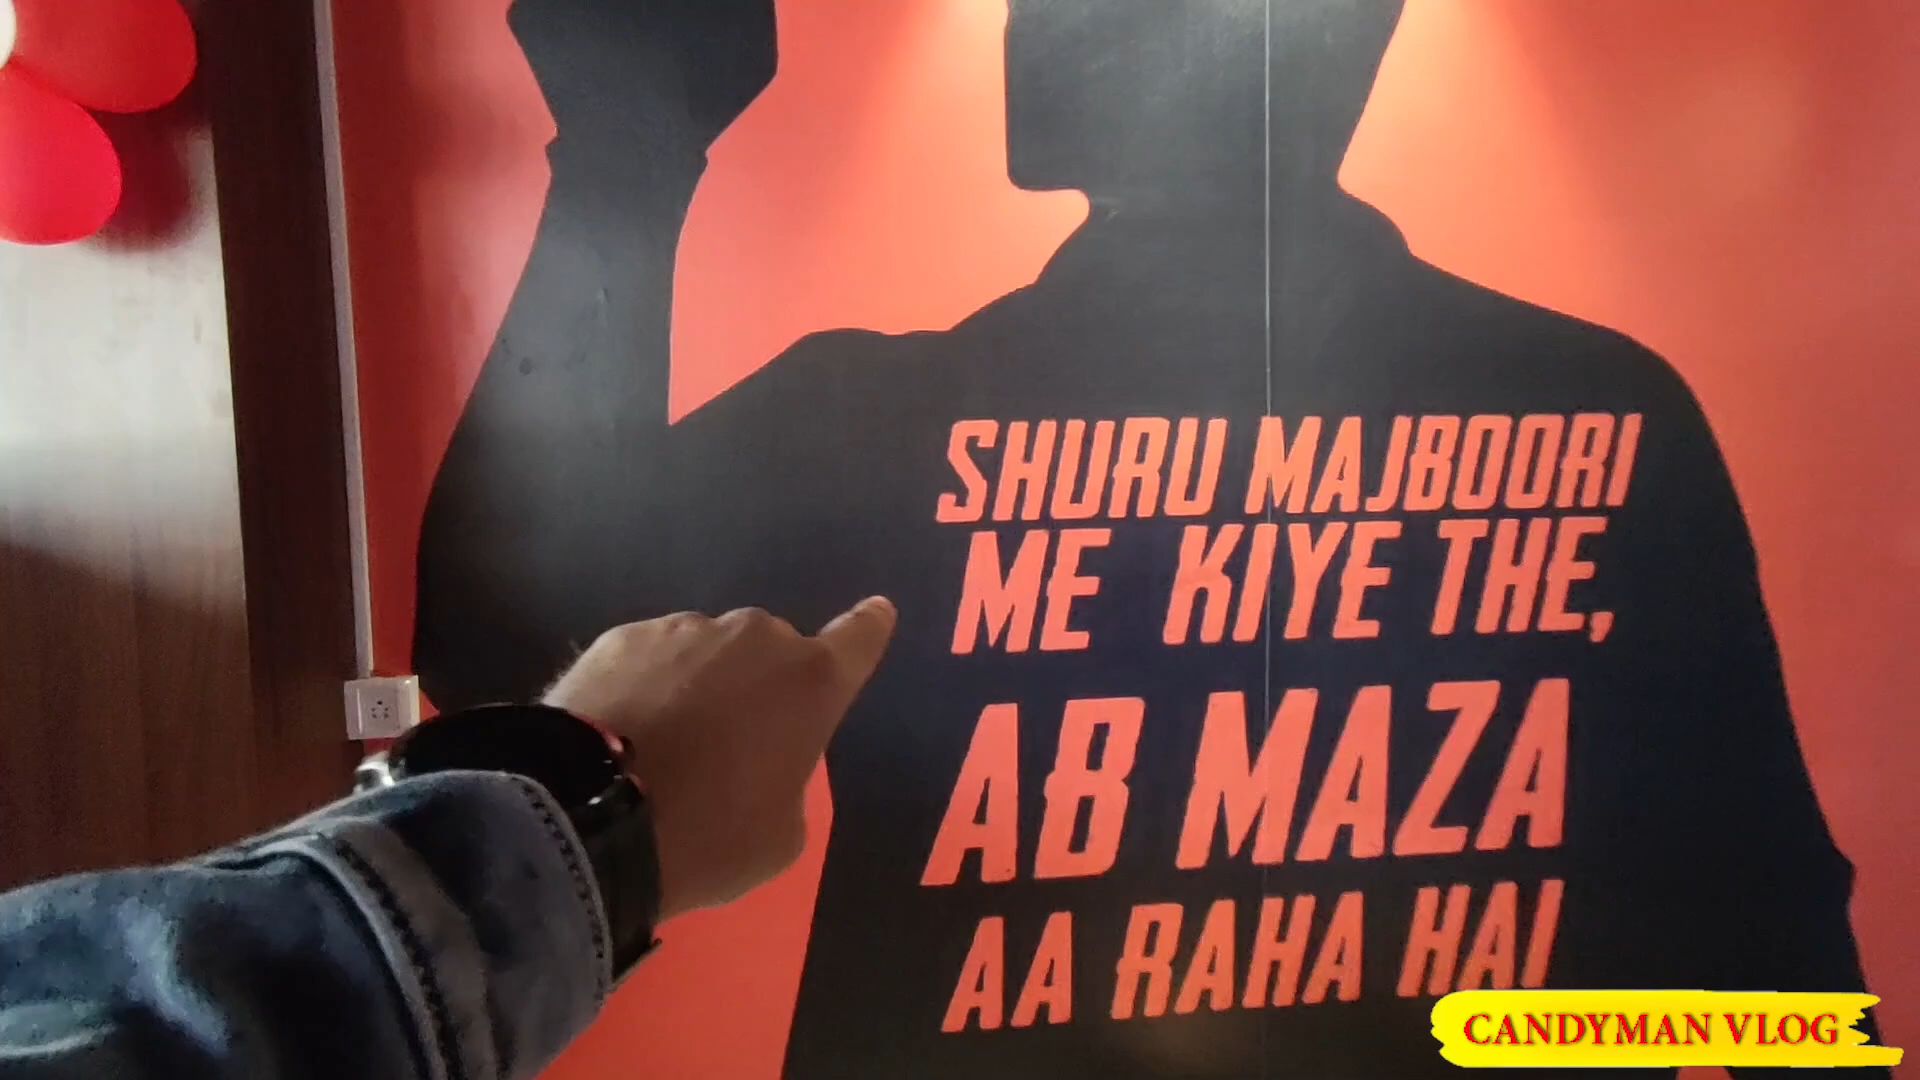 SHURU MAJBOORI
ME KIYE THE,
AB MAZA
AA RAHA HAI
CANDYMAN VLOG